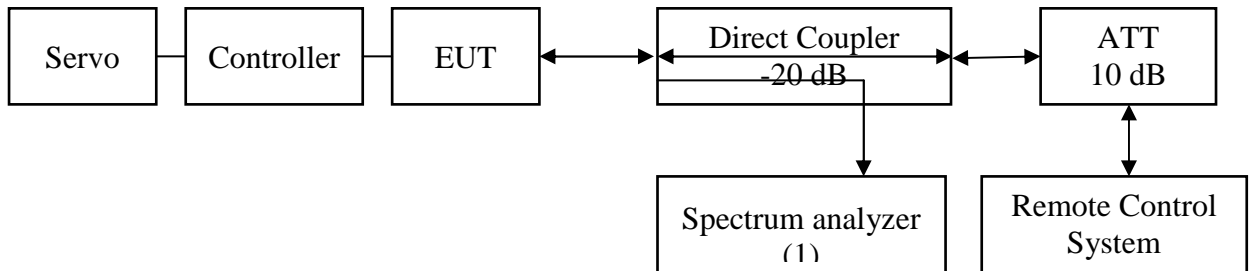 Servo
Controller
EUT
Direct Coupler
-20 dB
ATT
10 dB
Spectrum analyzer
(1)
Remote Control
System